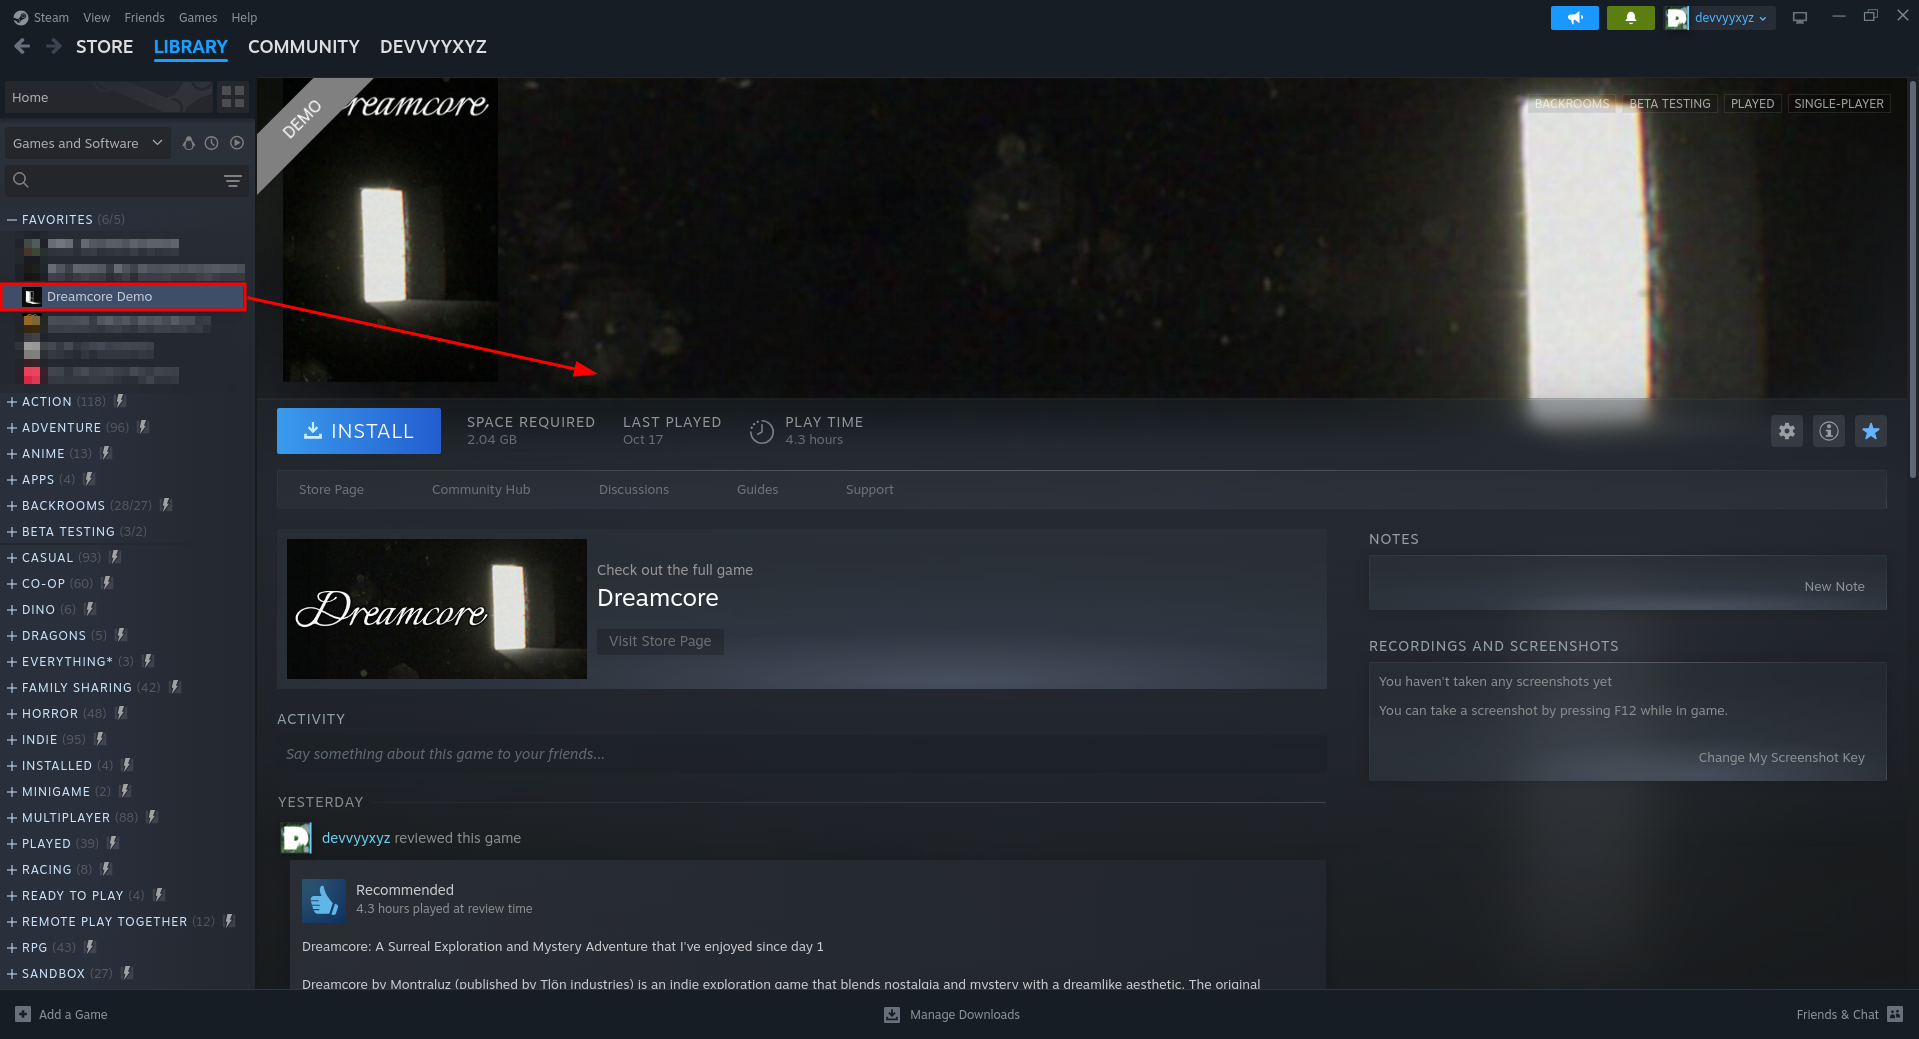 Steam View Friends Games Help
devvyyxyz
STORE LIBRARY COMMUNITY DEVVYYXYZ
Home
Games and Software
FAVORITES (6/5)
Dreamcore Demo
ACTION (118)
ADVENTURE (96)
ANIME (13)
APPS (4)
BACKROOMS (28/27)
BETA TESTING (3/2)
CASUAL (93)
CO-OP (60)
DINO (6)
DRAGONS (5)
EVERYTHING* (3)
FAMILY SHARING (42)
HORROR (48)
INDIE (95)
INSTALLED (4)
MINIGAME (2)
MULTIPLAYER (88)
PLAYED (39)
RACING (8)
READY TO PLAY (4)
REMOTE PLAY TOGETHER (12)
RPG (43)
SANDBOX (27)
DEMO
reamcore
BACKROOMS BETA TESTING PLAYED SINGLE-PLAYER
INSTALL
SPACE REQUIRED
2.04 GB
LAST PLAYED
Oct 17
PLAY TIME
4.3 hours
Store Page Community Hub Discussions Guides Support
Dreamcore
Check out the full game
Dreamcore
Visit Store Page
ACTIVITY
Say something about this game to your friends...
YESTERDAY
devvyyxyz reviewed this game
Recommended
4.3 hours played at review time
Dreamcore: A Surreal Exploration and Mystery Adventure that I've enjoyed since day 1
Dreamcore by Montraluz (published by Tlön industries) is an indie exploration game that blends nostalgia and mystery with a dreamlike aesthetic. The original
NOTES
New Note
RECORDINGS AND SCREENSHOTS
You haven't taken any screenshots yet
You can take a screenshot by pressing F12 while in game.
Change My Screenshot Key
Add a Game
Manage Downloads
Friends & Chat